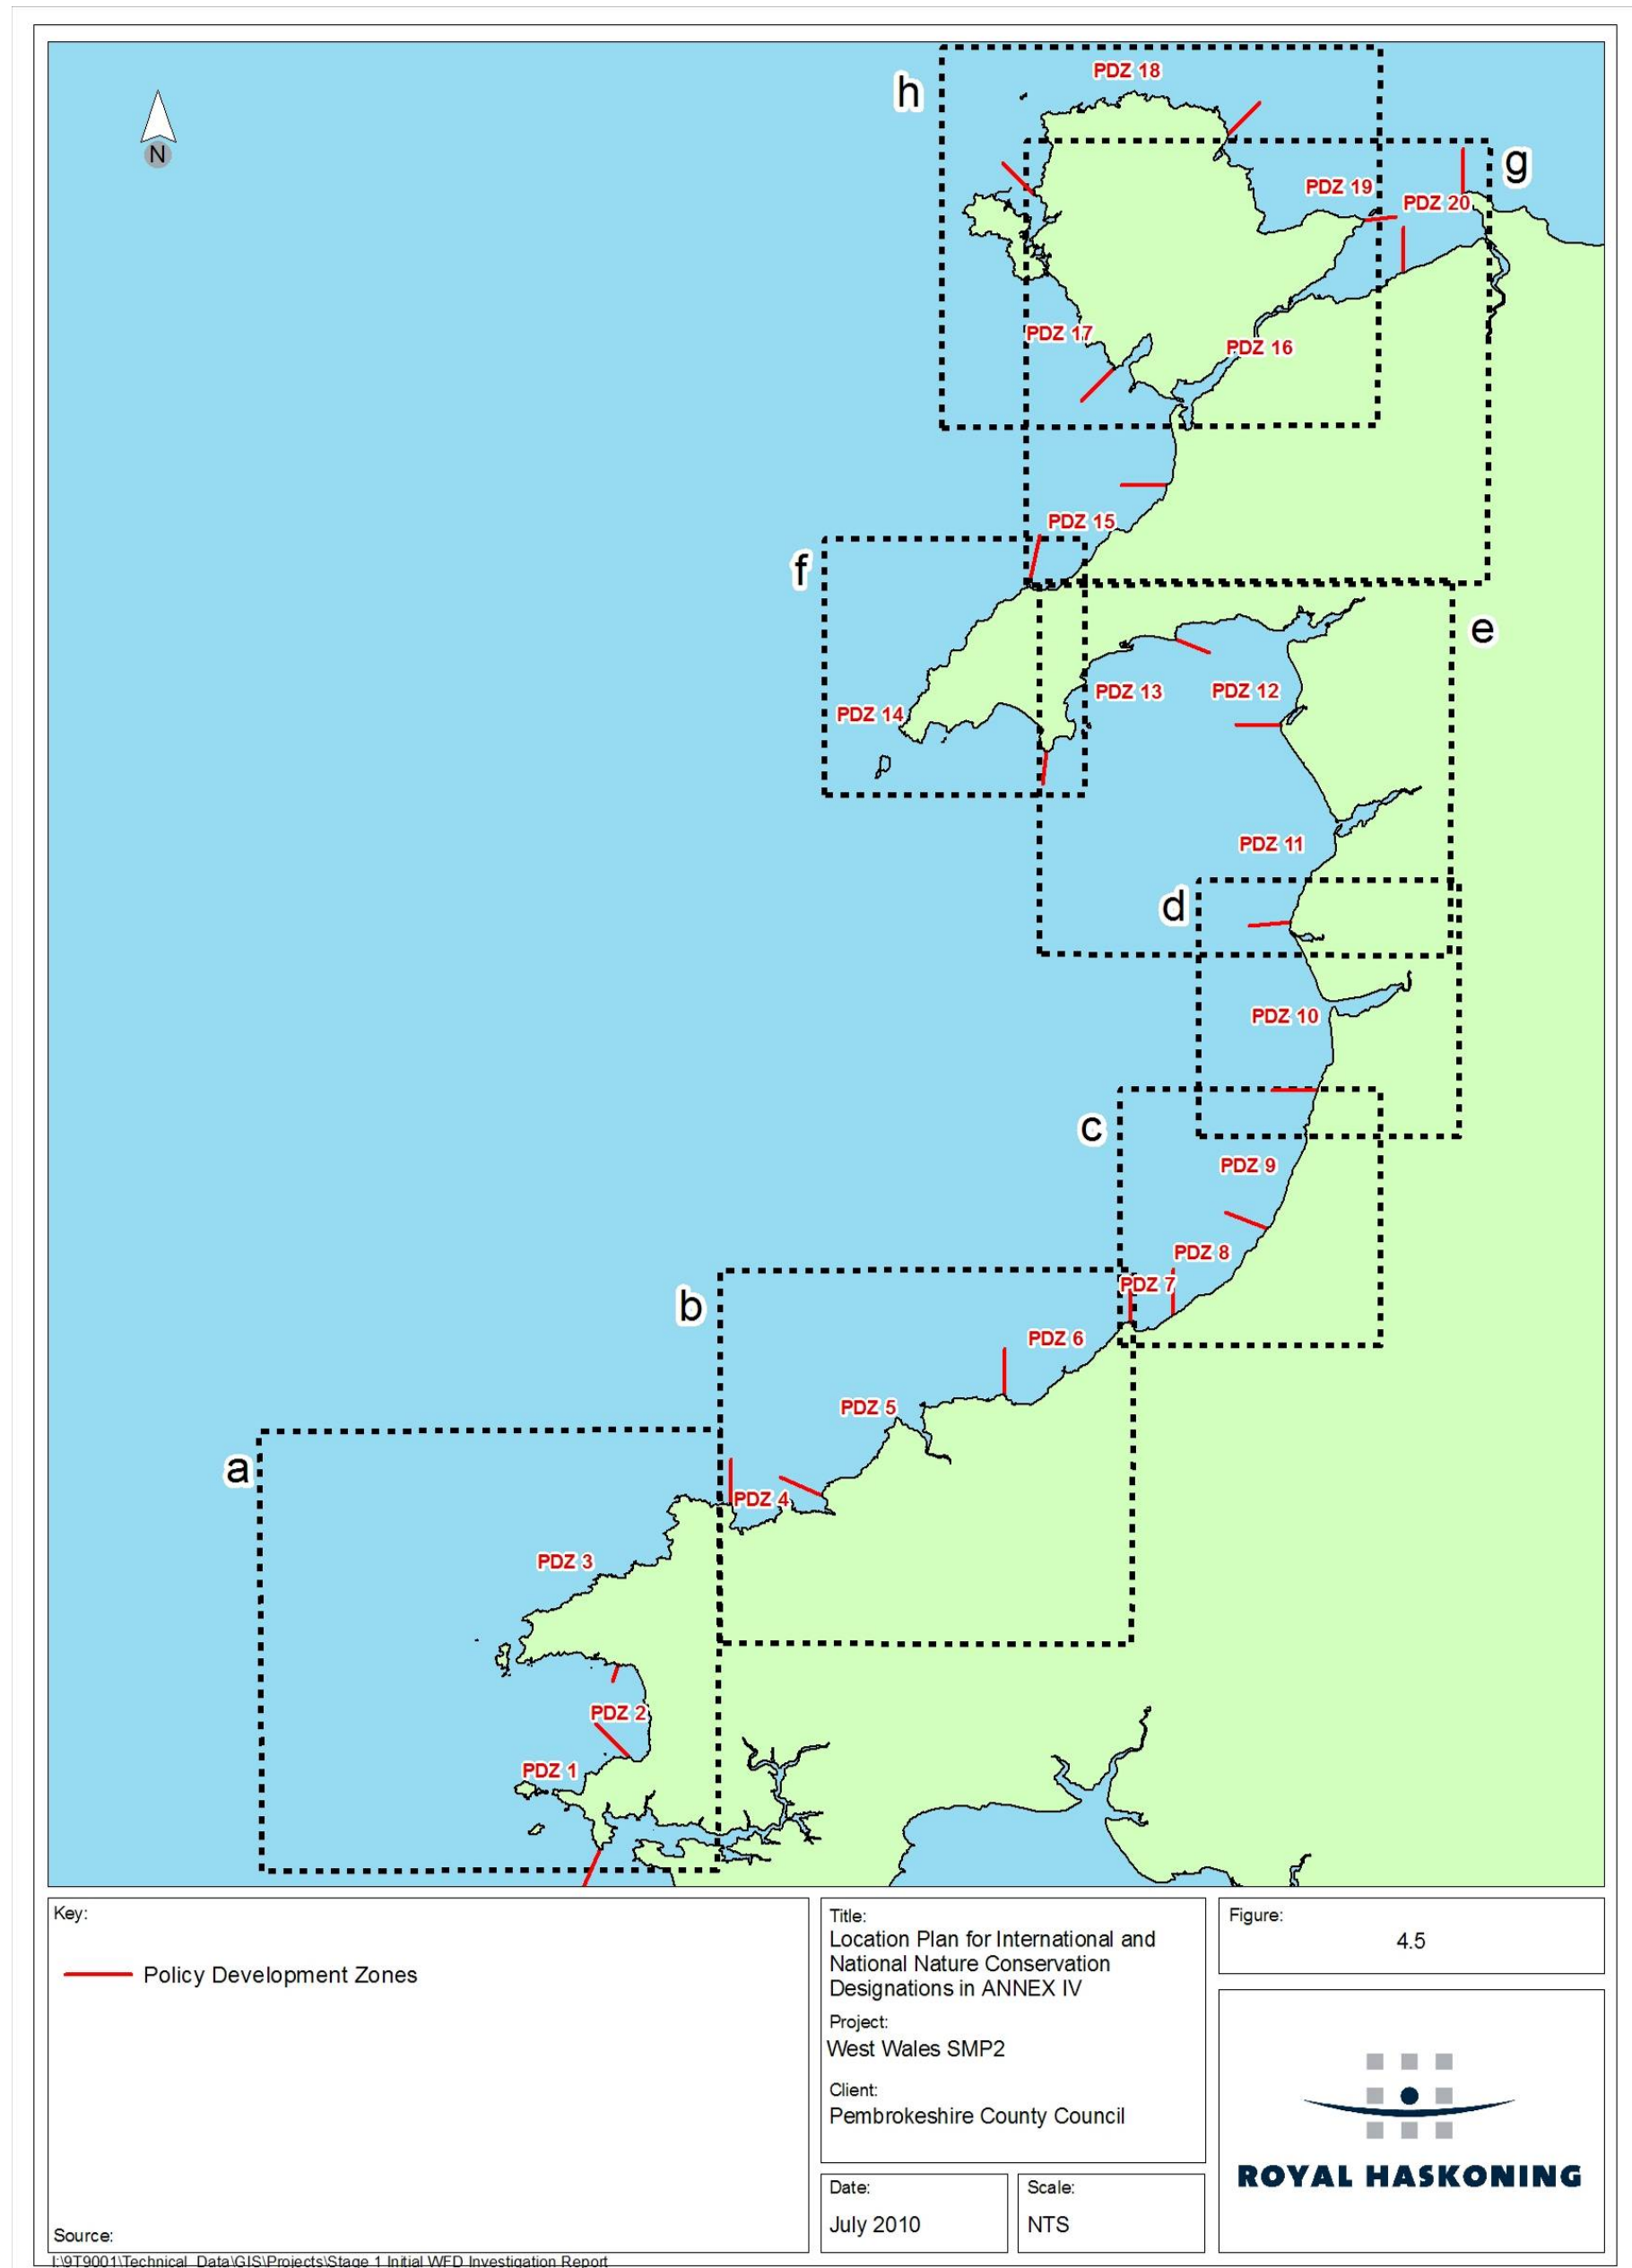 PDZ 18
h
N
g
PDZ 19
PDZ 20
PDZ 17
PDZ 16
PDZ 15
f
e
PDZ 13
PDZ 12
PDZ 14
PDZ 11
d
PDZ 10
c
PDZ 9
PDZ 8
PDZ 7
b
PDZ 6
PDZ 5
a
PDZ 4
PDZ 3
PDZ 2
PDZ 1
Key:
Policy Development Zones
Source:
I:\9T9001\Technical_Data\GIS\Projects\Stage 1 Initial WFD Investigation Report
Title:
Location Plan for International and
National Nature Conservation
Designations in ANNEX IV
Project:
West Wales SMP2
Client:
Pembrokeshire County Council
Date:
July 2010
Scale:
NTS
Figure:
4.5
ROYAL HASKONING